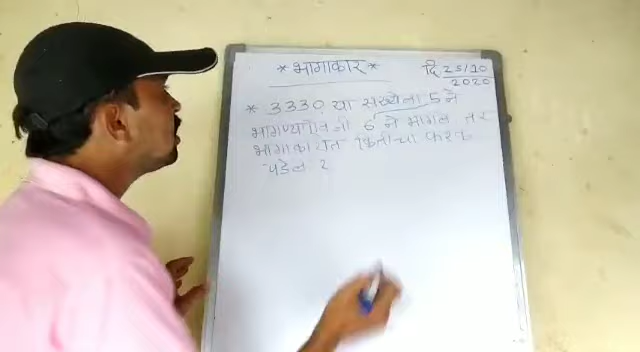 * भागाकार *
दि 25/10
2020
* 3330 या संख्येला 5 ने
भागण्याऐवजी 6 ने भागल तर
भागाकारात कितीचा फरक
पडेल ?